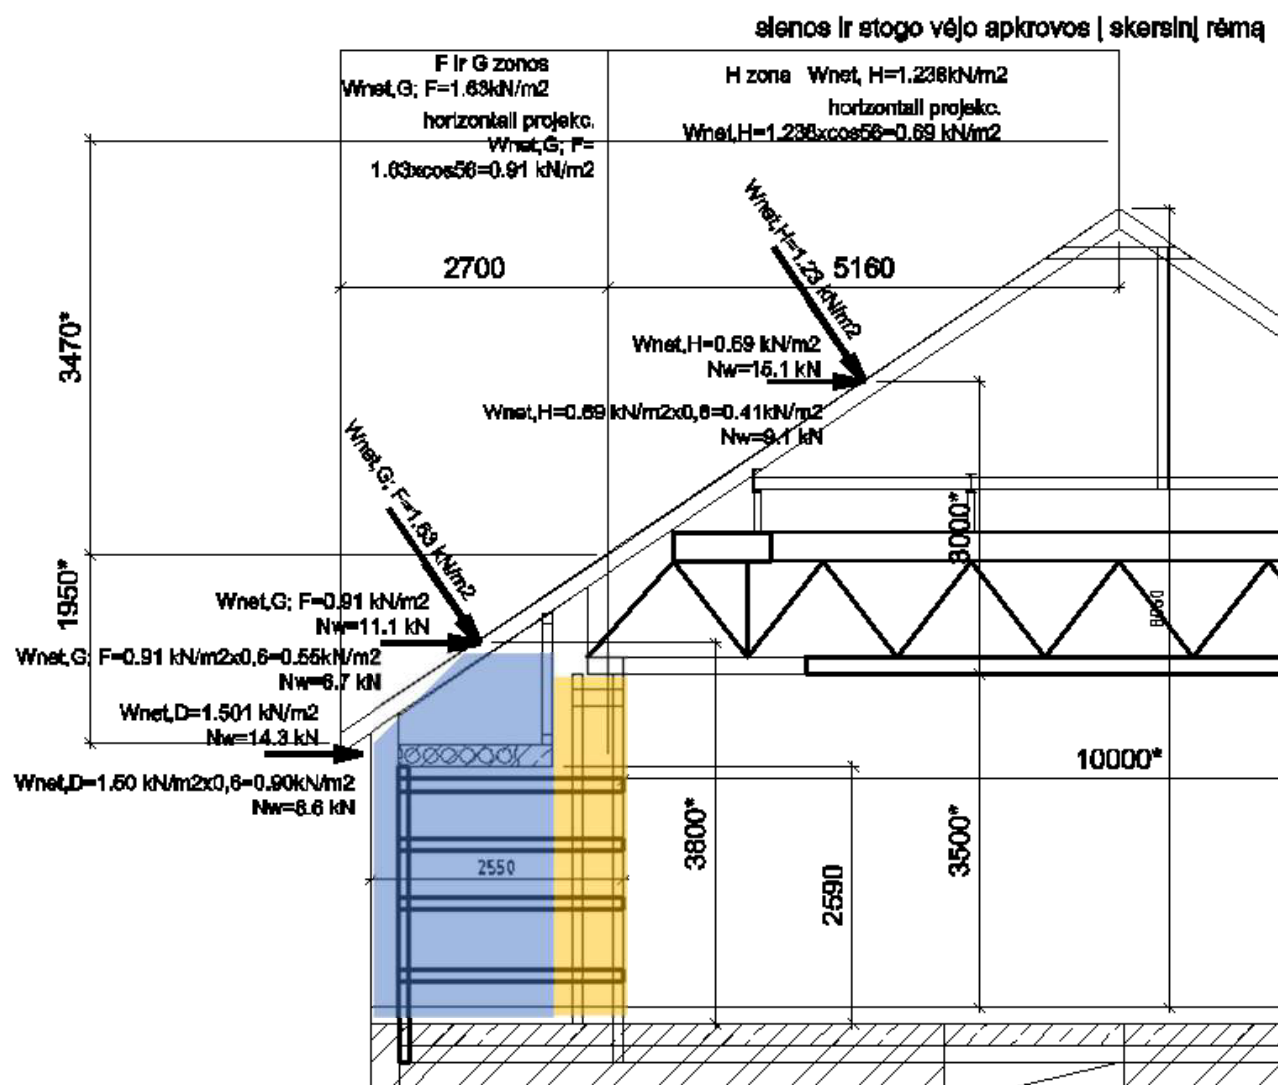 sienos ir stogo vėjo apkrovos į skersinį rėmą
F ir G zonos
Wnet,G; F=1.63kN/m2
horizontali projekc.
Wnet,G; F=
1.63xcos56=0.91 kN/m2
H zona Wnet, H=1.236kN/m2
horizontali projekc.
Wnet,H=1.236xcos56=0.69 kN/m2
2700
5160
Wnet,H=1.23 kN/m2
3470*
Wnet,H=0.69 kN/m2
Nw=15.1 kN
Wnet,H=0.69 kN/m2x0,6=0.41kN/m2
Nw=9.1 kN
Wnet,G; F=1.63 kN/m2
3000*
1950*
Wnet,G; F=0.91 kN/m2
Nw=11.1 kN
Wnet,G; F=0.91 kN/m2x0,6=0.55kN/m2
Nw=6.7 kN
Wnet,D=1.501 kN/m2
Nw=14.3 kN
Wnet,D=1.50 kN/m2x0,6=0.90kN/m2
Nw=8.6 kN
10000*
2550
3800*
2590
3500*